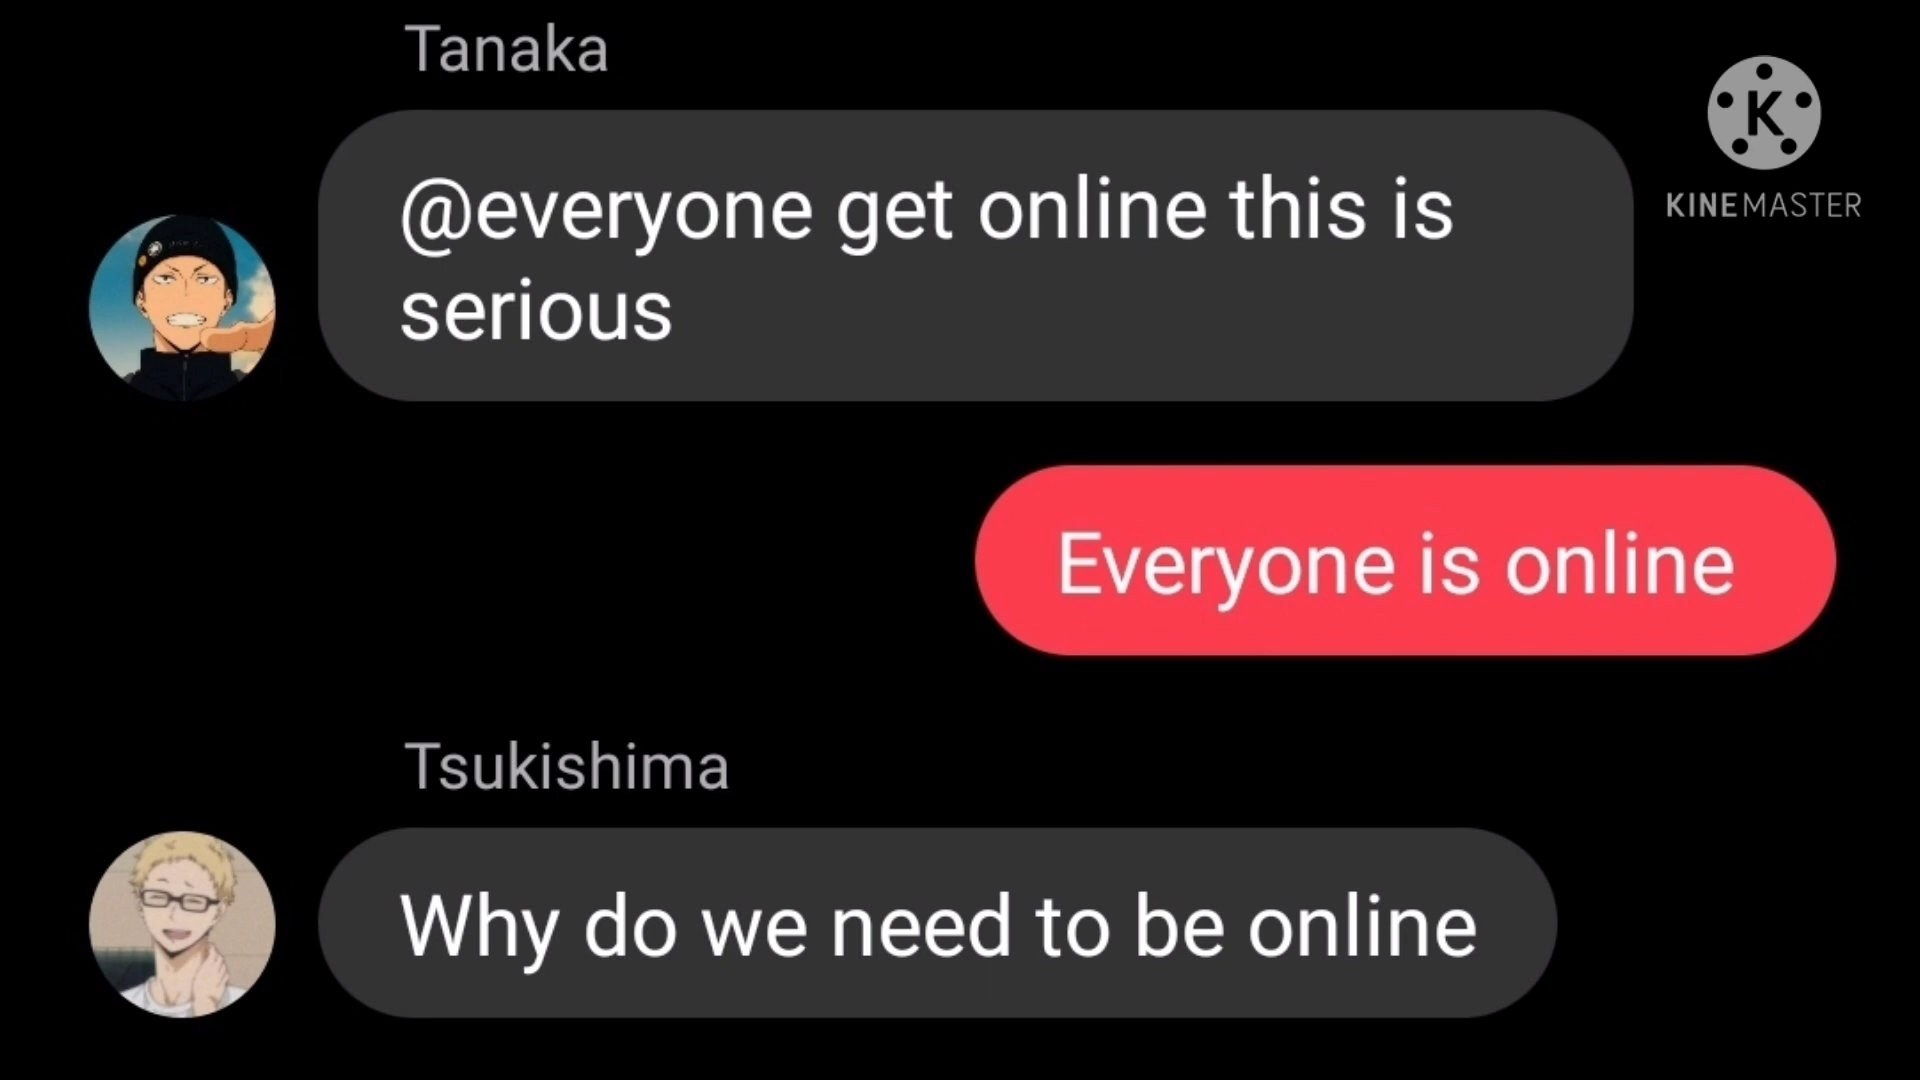 Tanaka
K
KINEMASTER
@everyone get online this is
serious
Everyone is online
Tsukishima
Why do we need to be online